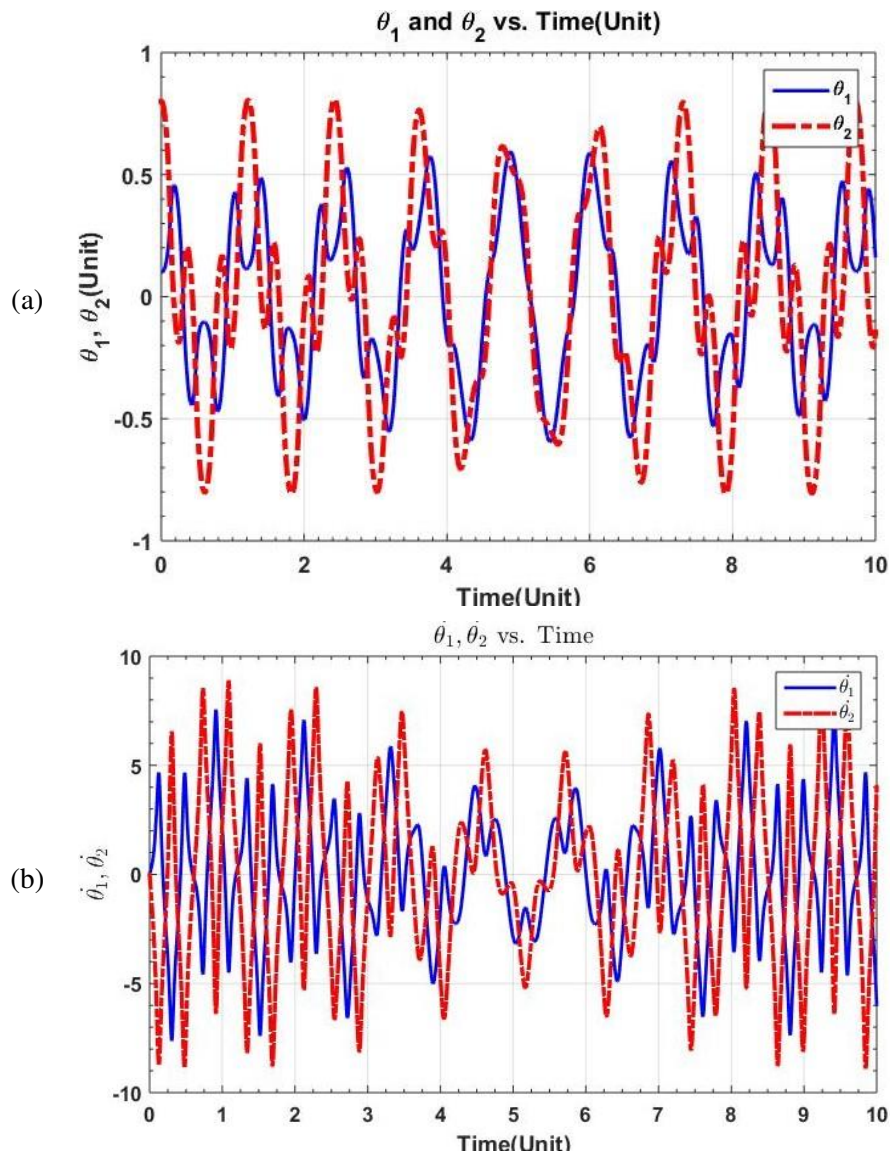 θ₁ and θ₂ vs. Time(Unit)
1
θ₁
θ₂
0.5
(a)
θ₁, θ₂(Unit)
0
-0.5
-1
0 2 4 6 8 10
Time(Unit)
θ̇₁, θ̇₂ vs. Time
10
θ̇₁
θ̇₂
5
(b)
θ̇₁, θ̇₂
0
-5
-10
0 1 2 3 4 5 6 7 8 9 10
Time(Unit)